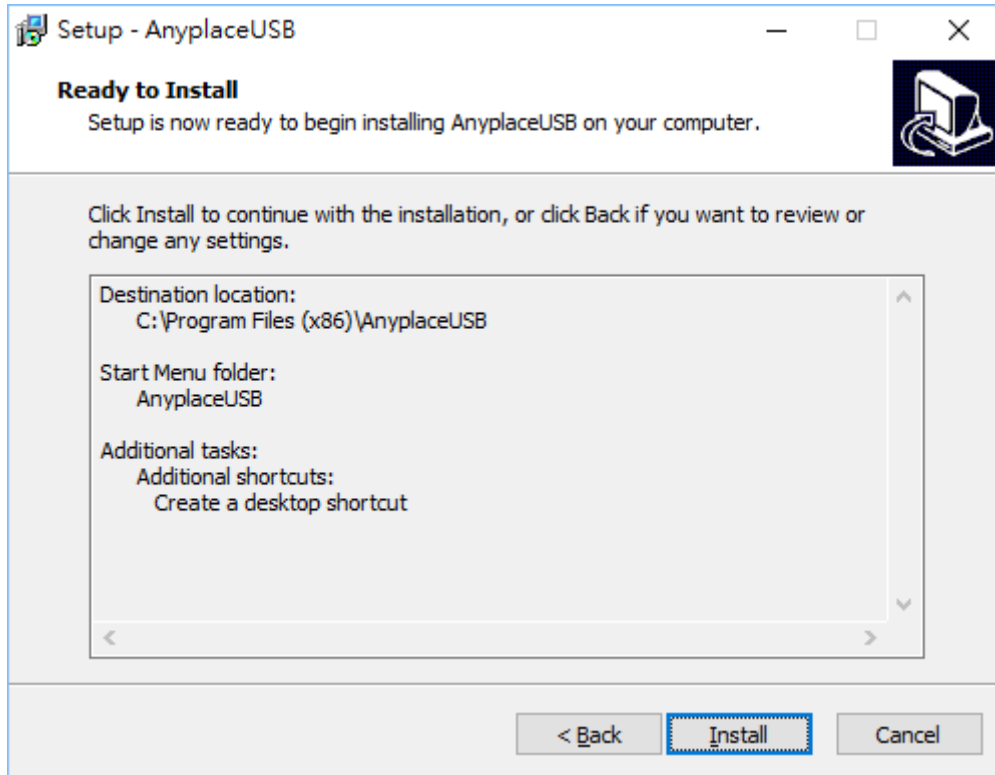 Setup - AnyplaceUSB
Ready to Install
Setup is now ready to begin installing AnyplaceUSB on your computer.
Click Install to continue with the installation, or click Back if you want to review or
change any settings.
Destination location:
C:\Program Files (x86)\AnyplaceUSB
Start Menu folder:
AnyplaceUSB
Additional tasks:
Additional shortcuts:
Create a desktop shortcut
< Back
Install
Cancel